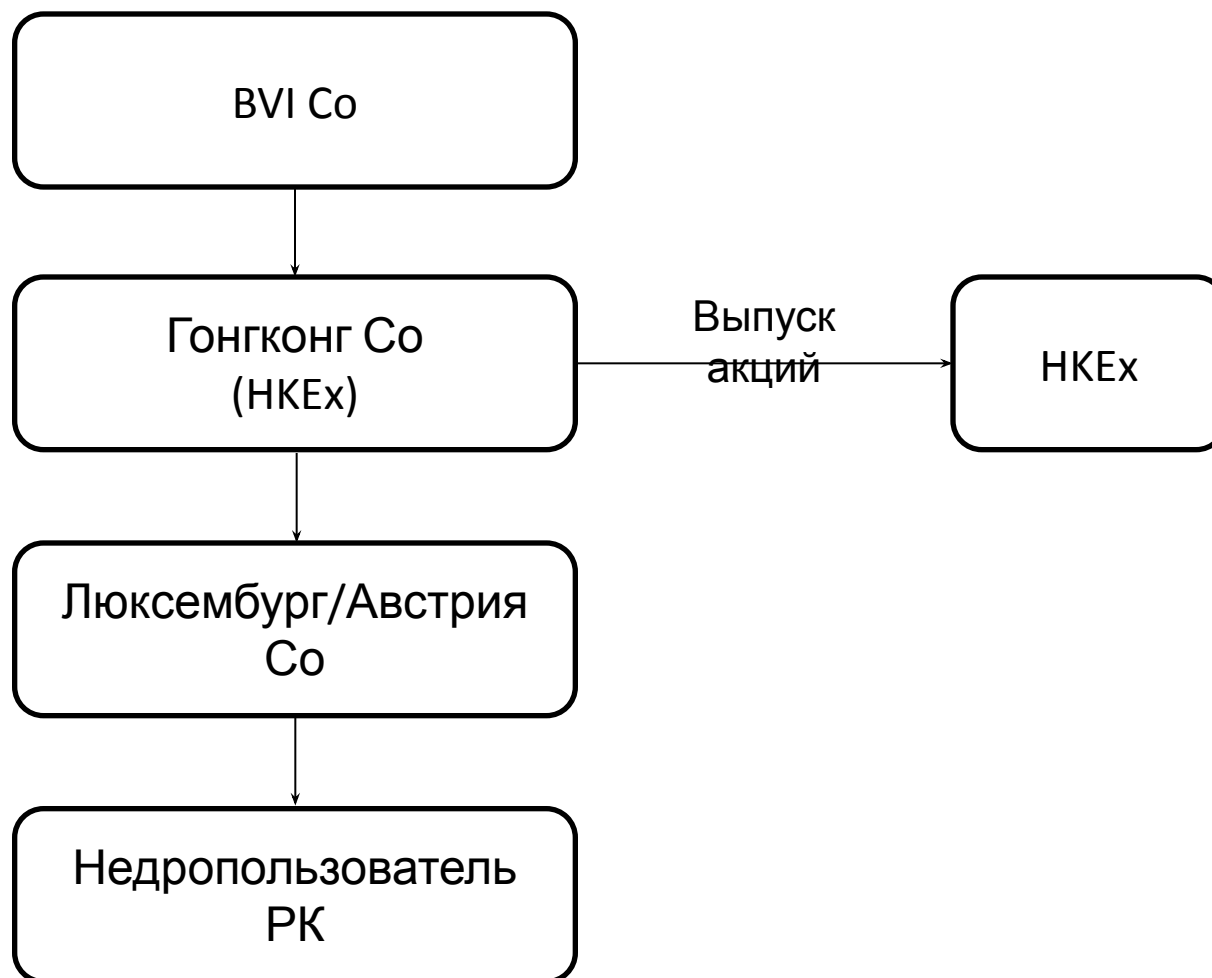 BVI Co
Гонгконг Co
(HKEx)
Выпуск
акций
HKEx
Люксембург/Австрия
Co
Недропользователь
РК